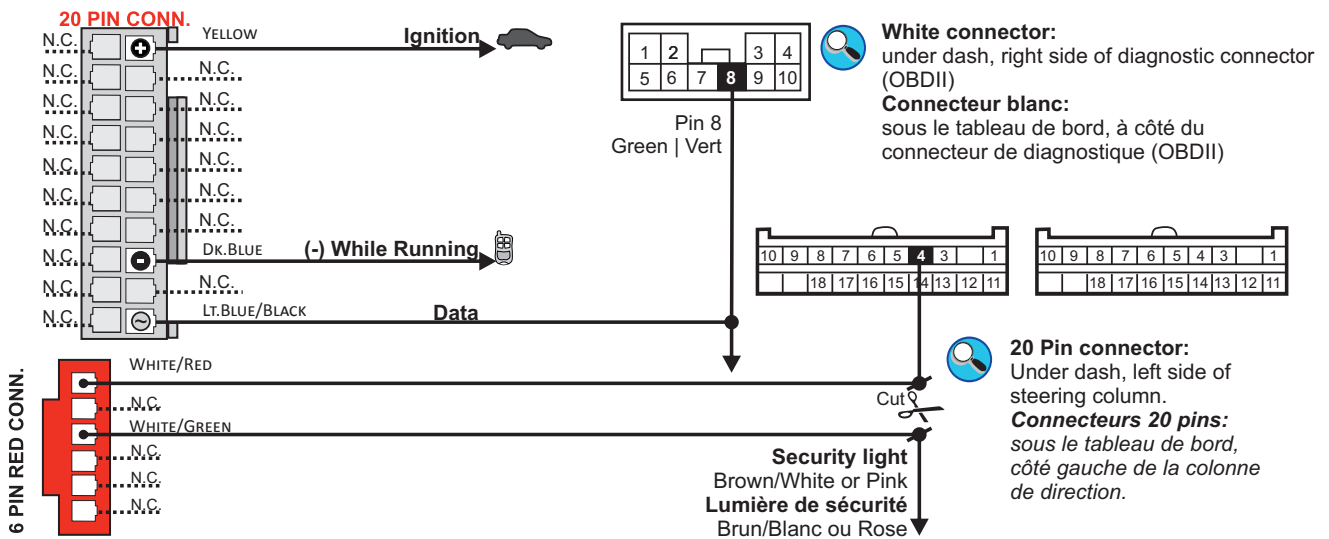 20 PIN CONN.
N.C. YELLOW Ignition
N.C. N.C.
N.C. N.C.
N.C. N.C.
N.C. N.C.
N.C. N.C.
N.C. N.C.
N.C. DK.BLUE (-) While Running
N.C. N.C.
N.C. LT.BLUE/BLACK Data
1 2 3 4
5 6 7 8 9 10
Pin 8
Green | Vert
White connector:
under dash, right side of diagnostic connector
(OBDII)
Connecteur blanc:
sous le tableau de bord, à côté du
connecteur de diagnostique (OBDII)
10 9 8 7 6 5 4 3 1
18 17 16 15 14 13 12 11
10 9 8 7 6 5 4 3 1
18 17 16 15 14 13 12 11
20 Pin connector:
Under dash, left side of
steering column.
Connecteurs 20 pins:
sous le tableau de bord,
côté gauche de la colonne
de direction.
6 PIN RED CONN.
WHITE/RED
N.C.
WHITE/GREEN
N.C.
N.C.
N.C.
Cut
Security light
Brown/White or Pink
Lumière de sécurité
Brun/Blanc ou Rose